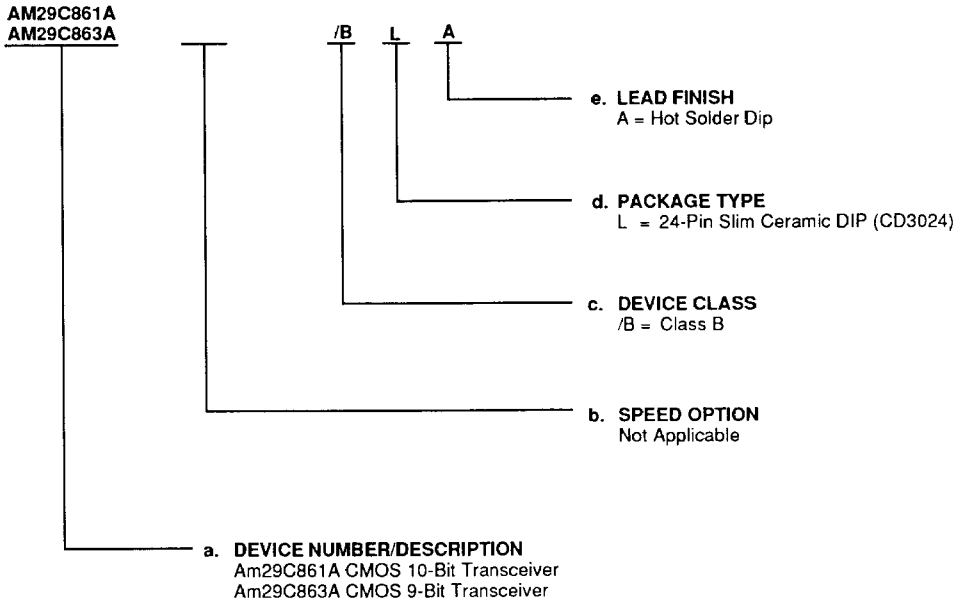 AM29C861A
AM29C863A /B L A
e. LEAD FINISH
A = Hot Solder Dip
d. PACKAGE TYPE
L = 24-Pin Slim Ceramic DIP (CD3024)
c. DEVICE CLASS
/B = Class B
b. SPEED OPTION
Not Applicable
a. DEVICE NUMBER/DESCRIPTION
Am29C861A CMOS 10-Bit Transceiver
Am29C863A CMOS 9-Bit Transceiver